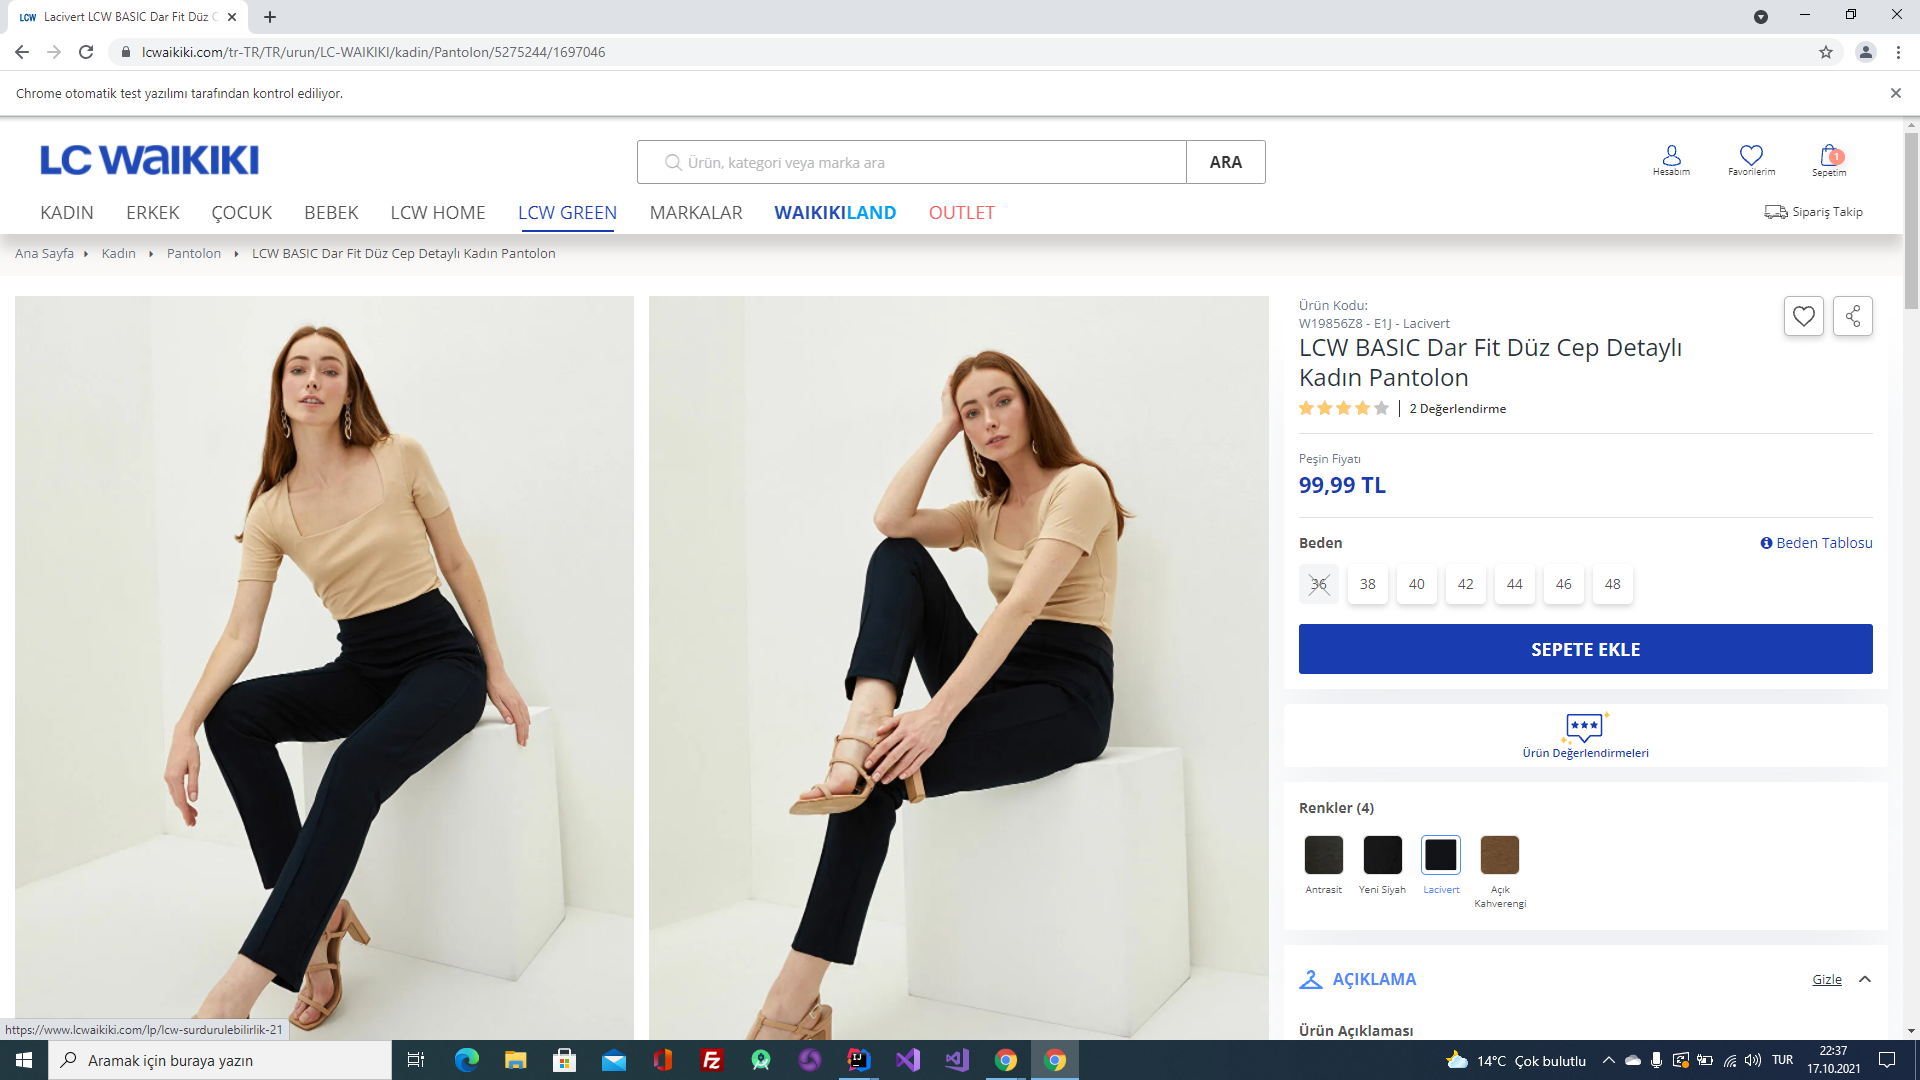 LCW Lacivert LCW BASIC Dar Fit Düz C
lcwaikiki.com/tr-TR/TR/urun/LC-WAIKIKI/kadin/Pantolon/5275244/1697046
Chrome otomatik test yazılımı tarafından kontrol ediliyor.
LC WAIKIKI
Ürün, kategori veya marka ara
ARA
Hesabım
Favorilerim
1
Sepetim
KADIN ERKEK ÇOCUK BEBEK LCW HOME LCW GREEN MARKALAR WAIKIKILAND OUTLET
Sipariş Takip
Ana Sayfa Kadın Pantolon LCW BASIC Dar Fit Düz Cep Detaylı Kadın Pantolon
Ürün Kodu:
W19856Z8 - E1J - Lacivert
LCW BASIC Dar Fit Düz Cep Detaylı
Kadın Pantolon
2 Değerlendirme
Peşin Fiyatı
99,99 TL
Beden
Beden Tablosu
36 38 40 42 44 46 48
SEPETE EKLE
Ürün Değerlendirmeleri
Renkler (4)
Antrasit
Yeni Siyah
Lacivert
Açık
Kahverengi
AÇIKLAMA
Gizle
Ürün Açıklaması
https://www.lcwaikiki.com/lp/lcw-surdurulebilirlik-21
Aramak için buraya yazın
14°C Çok bulutlu
TUR
22:37
17.10.2021